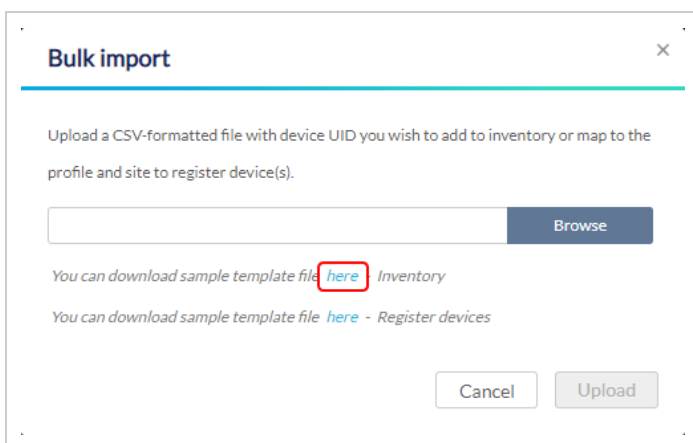 Bulk import
Upload a CSV-formatted file with device UID you wish to add to inventory or map to the
profile and site to register device(s).
Browse
You can download sample template file here - Inventory
You can download sample template file here - Register devices
Cancel
Upload